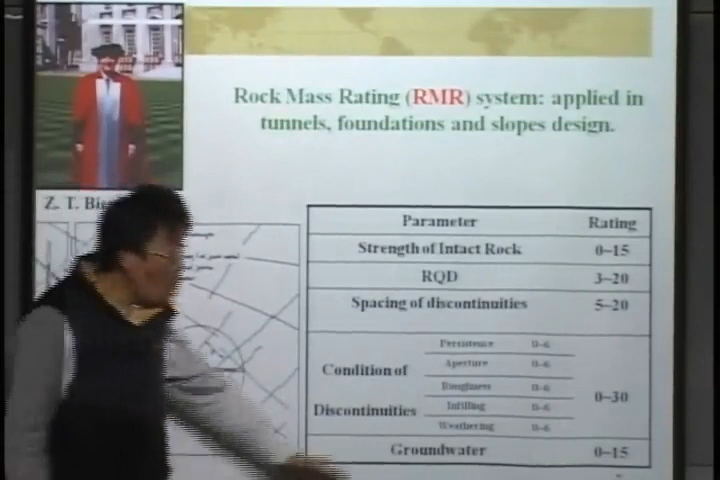 Rock Mass Rating (RMR) system: applied in
tunnels, foundations and slopes design.
Z. T.
Parameter Rating
Strength of Intact Rock 0~15
RQD 3~20
Spacing of discontinuities 5~20
Condition of
Discontinuities
Persistence 0~6
Aperture 0~6
Roughness 0~6
Infilling 0~6
Weathering 0~6
0~30
Groundwater 0~15